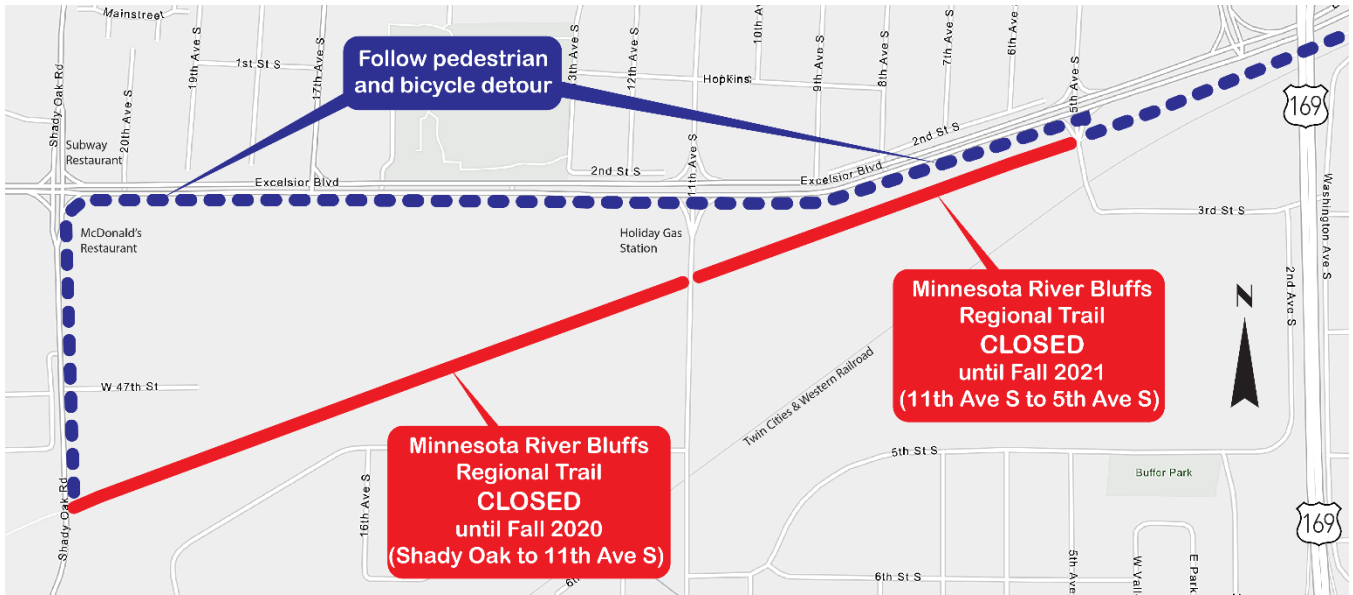 Mainstreet
Shady Oak Rd
20th Ave S
19th Ave S
1st St S
17th Ave S
Follow pedestrian
and bicycle detour
3th Ave S
12th Ave S
Hopkins
10th Ave
9th Ave S
8th Ave S
7th Ave S
6th Ave S
5th Ave S
169
Subway
Restaurant
Excelsior Blvd
2nd St S
11th Ave S
Excelsior Blvd
2nd St S
3rd St S
Washington Ave S
2nd Ave S
McDonald's
Restaurant
Holiday Gas
Station
Minnesota River Bluffs
Regional Trail
CLOSED
until Fall 2021
(11th Ave S to 5th Ave S)
N
W 47th St
Twin Cities & Western Railroad
Minnesota River Bluffs
Regional Trail
CLOSED
until Fall 2020
(Shady Oak to 11th Ave S)
Shady Oak Rd
16th Ave S
5th St S
Buffer Park
169
6th St S
5th Ave
W Valle
E Park